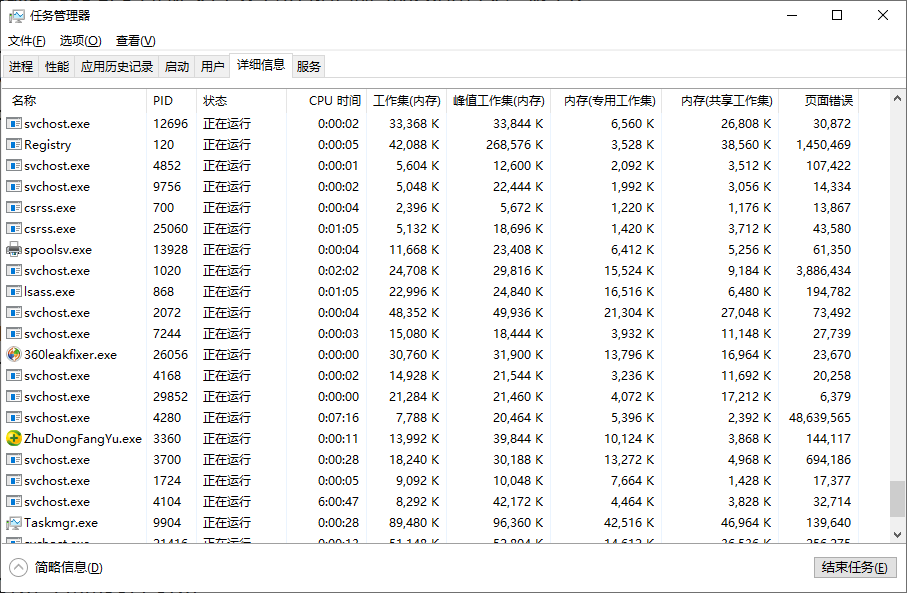 任务管理器
文件(F) 选项(O) 查看(V)
进程 性能 应用历史记录 启动 用户 详细信息 服务
名称 PID 状态 CPU 时间 工作集(内存) 峰值工作集(内存) 内存(专用工作集) 内存(共享工作集) 页面错误
svchost.exe 12696 正在运行 0:00:02 33,368 K 33,844 K 6,560 K 26,808 K 30,872
Registry 120 正在运行 0:00:05 42,088 K 268,576 K 3,528 K 38,560 K 1,450,469
svchost.exe 4852 正在运行 0:00:01 5,604 K 12,600 K 2,092 K 3,512 K 107,422
svchost.exe 9756 正在运行 0:00:02 5,048 K 22,444 K 1,992 K 3,056 K 14,334
csrss.exe 700 正在运行 0:00:04 2,396 K 5,672 K 1,220 K 1,176 K 13,867
csrss.exe 25060 正在运行 0:01:05 5,132 K 18,696 K 1,420 K 3,712 K 43,580
spoolsv.exe 13928 正在运行 0:00:04 11,668 K 23,408 K 6,412 K 5,256 K 61,350
svchost.exe 1020 正在运行 0:02:02 24,708 K 29,816 K 15,524 K 9,184 K 3,886,434
lsass.exe 868 正在运行 0:01:05 22,996 K 24,840 K 16,516 K 6,480 K 194,782
svchost.exe 2072 正在运行 0:00:04 48,352 K 49,936 K 21,304 K 27,048 K 73,492
svchost.exe 7244 正在运行 0:00:03 15,080 K 18,444 K 3,932 K 11,148 K 27,739
360leakfixer.exe 26056 正在运行 0:00:00 30,760 K 31,900 K 13,796 K 16,964 K 23,670
svchost.exe 4168 正在运行 0:00:02 14,928 K 21,544 K 3,236 K 11,692 K 20,258
svchost.exe 29852 正在运行 0:00:00 21,284 K 21,460 K 4,072 K 17,212 K 6,379
svchost.exe 4280 正在运行 0:07:16 7,788 K 20,464 K 5,396 K 2,392 K 48,639,565
ZhuDongFangYu.exe 3360 正在运行 0:00:11 13,992 K 39,844 K 10,124 K 3,868 K 144,117
svchost.exe 3700 正在运行 0:00:28 18,240 K 30,188 K 13,272 K 4,968 K 694,186
svchost.exe 1724 正在运行 0:00:05 9,092 K 10,048 K 7,664 K 1,428 K 17,377
svchost.exe 4104 正在运行 6:00:47 8,292 K 42,172 K 4,464 K 3,828 K 32,714
Taskmgr.exe 9904 正在运行 0:00:28 89,480 K 96,360 K 42,516 K 46,964 K 139,640
简略信息(D) 结束任务(E)